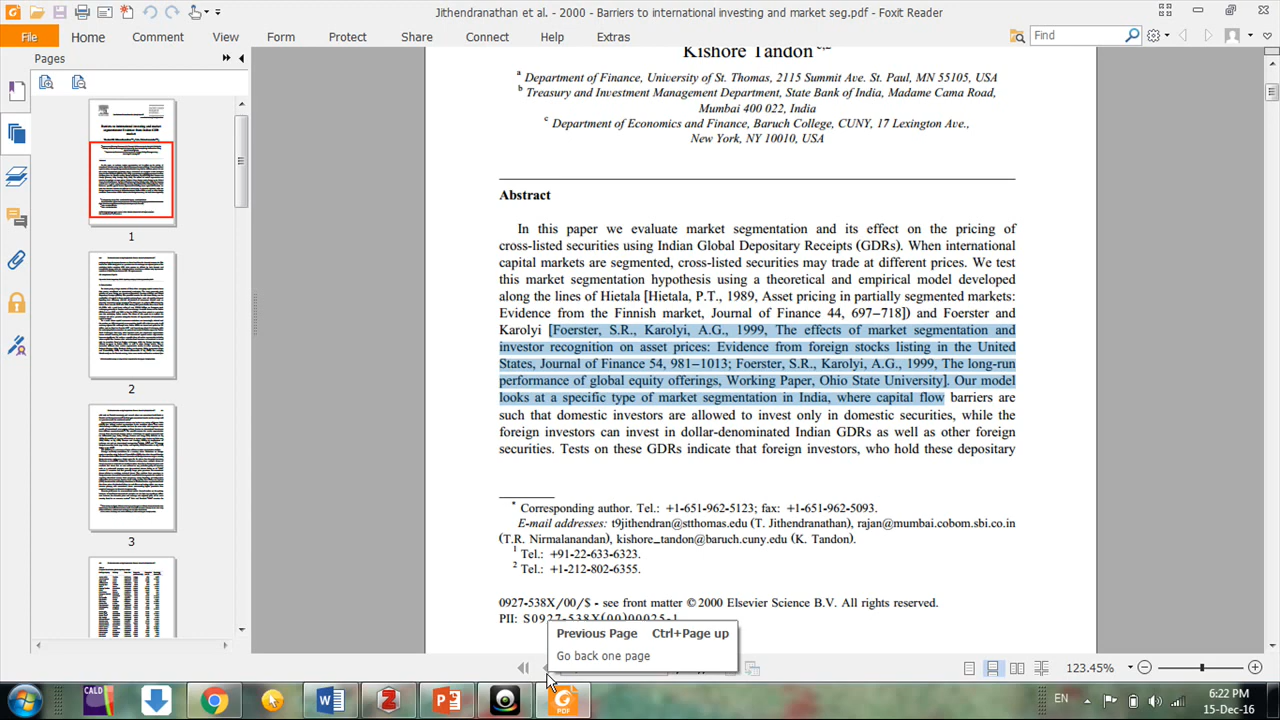 Jithendranathan et al. - 2000 - Barriers to international investing and market seg.pdf - Foxit Reader
File Home Comment View Form Protect Share Connect Help Extras Find
Pages
1
2
3
Kishore Tandon c,2
a Department of Finance, University of St. Thomas, 2115 Summit Ave. St. Paul, MN 55105, USA
b Treasury and Investment Management Department, State Bank of India, Madame Cama Road,
Mumbai 400 022, India
c Department of Economics and Finance, Baruch College, CUNY, 17 Lexington Ave.,
New York, NY 10010, USA
Abstract
In this paper we evaluate market segmentation and its effect on the pricing of
cross-listed securities using Indian Global Depositary Receipts (GDRs). When international
capital markets are segmented, cross-listed securities may trade at different prices. We test
this market segmentation hypothesis using a theoretical and empirical model developed
along the lines of Hietala [Hietala, P.T., 1989, Asset pricing in partially segmented markets:
Evidence from the Finnish market, Journal of Finance 44, 697–718]) and Foerster and
Karolyi [Foerster, S.R., Karolyi, A.G., 1999, The effects of market segmentation and
investor recognition on asset prices: Evidence from foreign stocks listing in the United
States, Journal of Finance 54, 981–1013; Foerster, S.R., Karolyi, A.G., 1999, The long-run
performance of global equity offerings, Working Paper, Ohio State University]. Our model
looks at a specific type of market segmentation in India, where capital flow barriers are
such that domestic investors are allowed to invest only in domestic securities, while the
foreign investors can invest in dollar-denominated Indian GDRs as well as other foreign
securities. Tests on these GDRs indicate that foreign investors, who hold these depositary
* Corresponding author. Tel.: +1-651-962-5123; fax: +1-651-962-5093.
E-mail addresses: t9jithendran@stthomas.edu (T. Jithendranathan), rajan@mumbai.cobom.sbi.co.in
(T.R. Nirmalanandan), kishore_tandon@baruch.cuny.edu (K. Tandon).
1 Tel.: +91-22-633-6323.
2 Tel.: +1-212-802-6355.
0927-538X/00/$ - see front matter © 2000 Elsevier Science B.V. All rights reserved.
PII: S0927-538X(00)00025-1
Previous Page Ctrl+Page up
Go back one page
123.45%
CALD
PDF
EN
6:22 PM
15-Dec-16